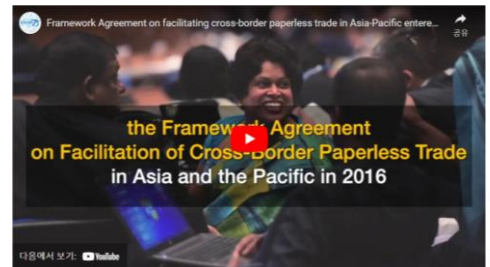 Framework Agreement on facilitating cross-border paperless trade in Asia-Pacific entere...
공유
the Framework Agreement
on Facilitation of Cross-Border Paperless Trade
in Asia and the Pacific in 2016
다음에서 보기: YouTube